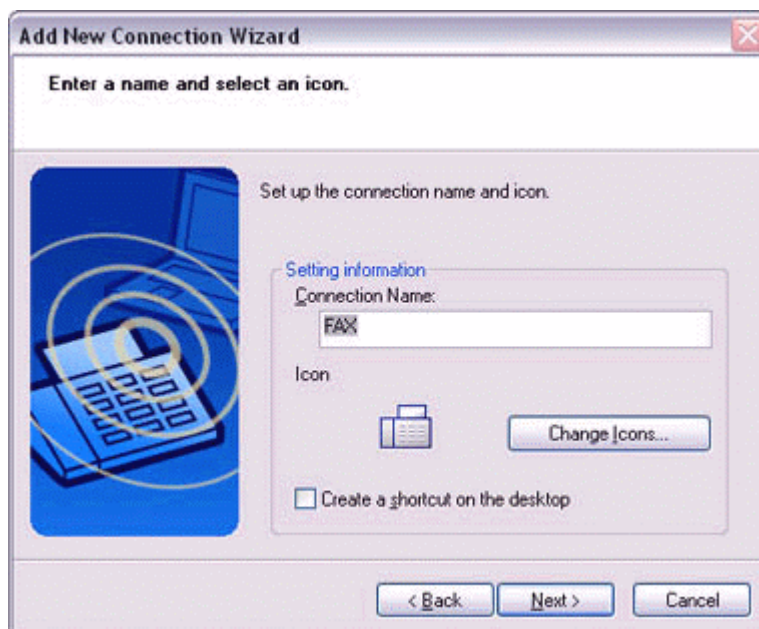 Add New Connection Wizard
Enter a name and select an icon.
Set up the connection name and icon.
Setting information
Connection Name:
FAX
Icon
Change Icons...
Create a shortcut on the desktop
< Back
Next >
Cancel